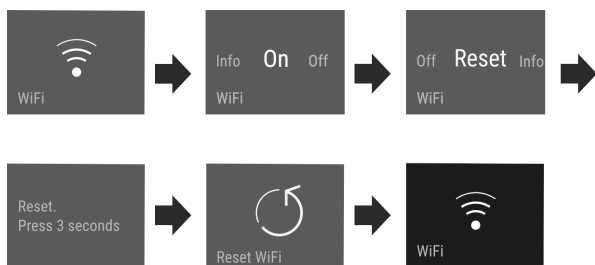 WiFi
Info On Off
WiFi
Off Reset Info
WiFi
Reset.
Press 3 seconds
Reset WiFi
WiFi